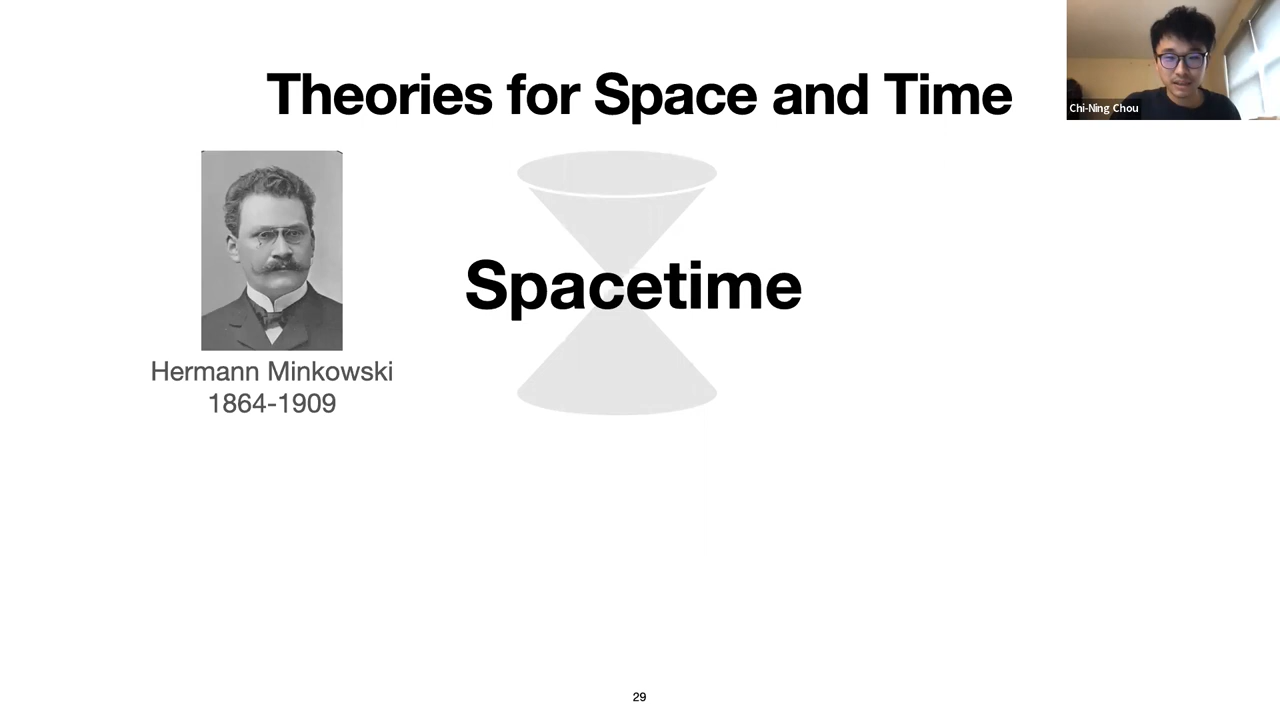 Theories for Space and Time
Chi-Ning Chou
Spacetime
Hermann Minkowski
1864-1909
29